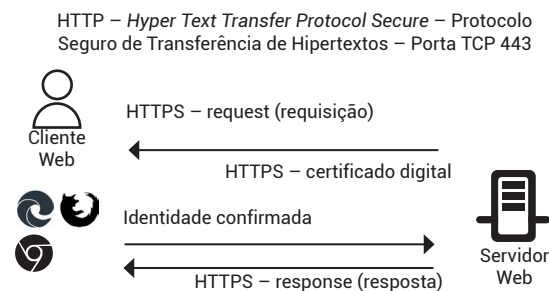 HTTP – Hyper Text Transfer Protocol Secure – Protocolo
Seguro de Transferência de Hipertextos – Porta TCP 443
HTTPS – request (requisição)
Cliente
Web
HTTPS – certificado digital
Identidade confirmada
Servidor
Web
HTTPS – response (resposta)